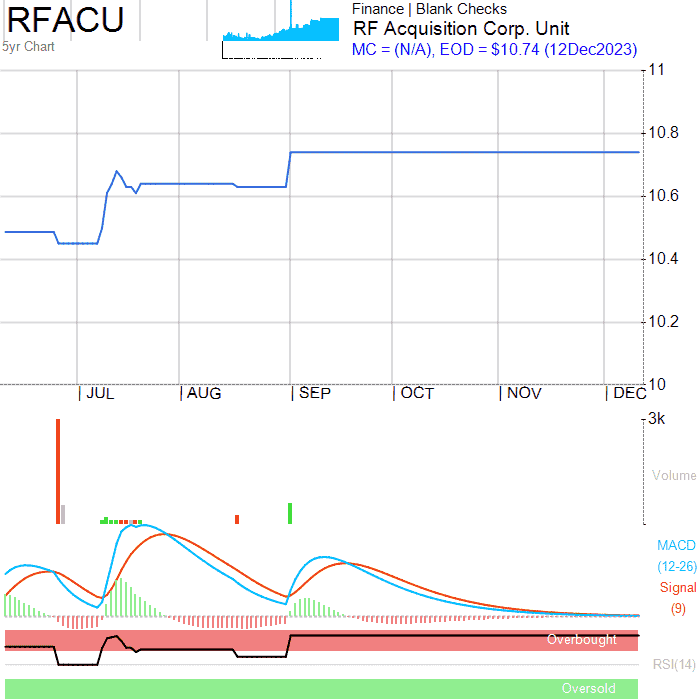 RFACU
5yr Chart
Finance | Blank Checks
RF Acquisition Corp. Unit
MC = (N/A), EOD = $10.74 (12Dec2023)
11
10.8
10.6
10.4
10.2
10
| JUL | AUG | SEP | OCT | NOV | DEC
3k
Volume
MACD
(12-26)
Signal
(9)
Overbought
RSI(14)
Oversold